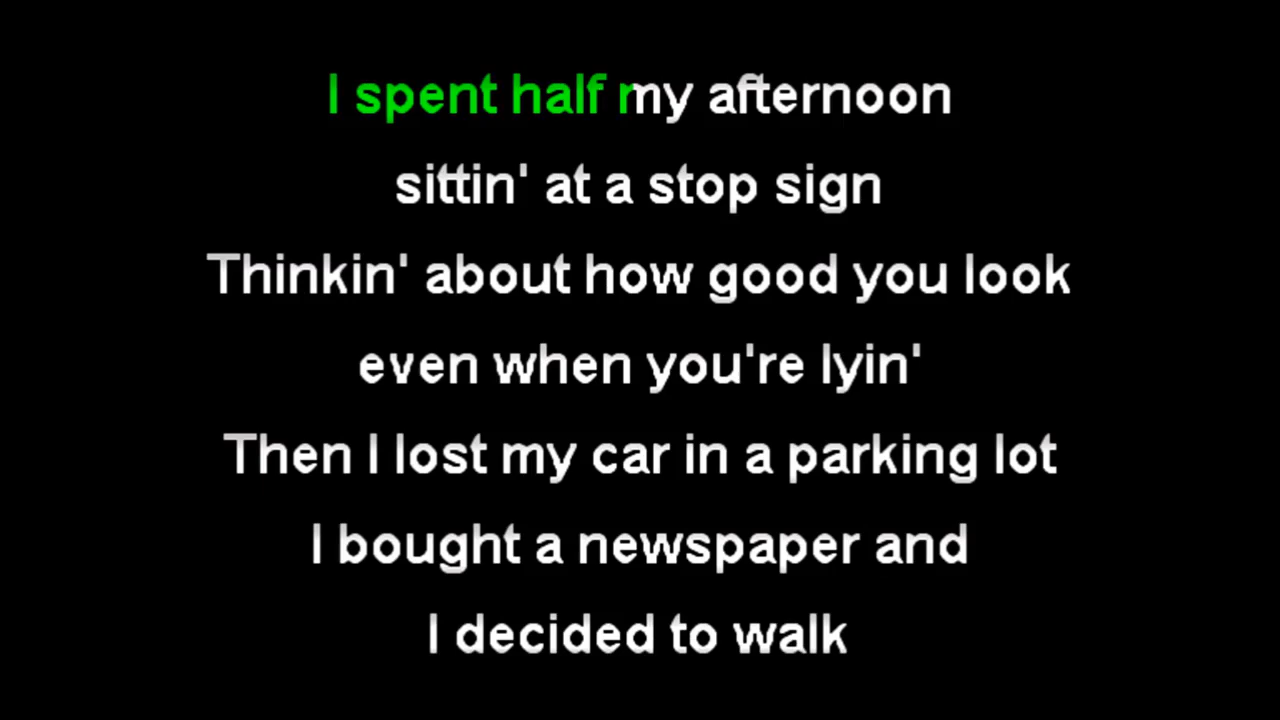 I spent half my afternoon
sittin' at a stop sign
Thinkin' about how good you look
even when you're lyin'
Then I lost my car in a parking lot
I bought a newspaper and
I decided to walk